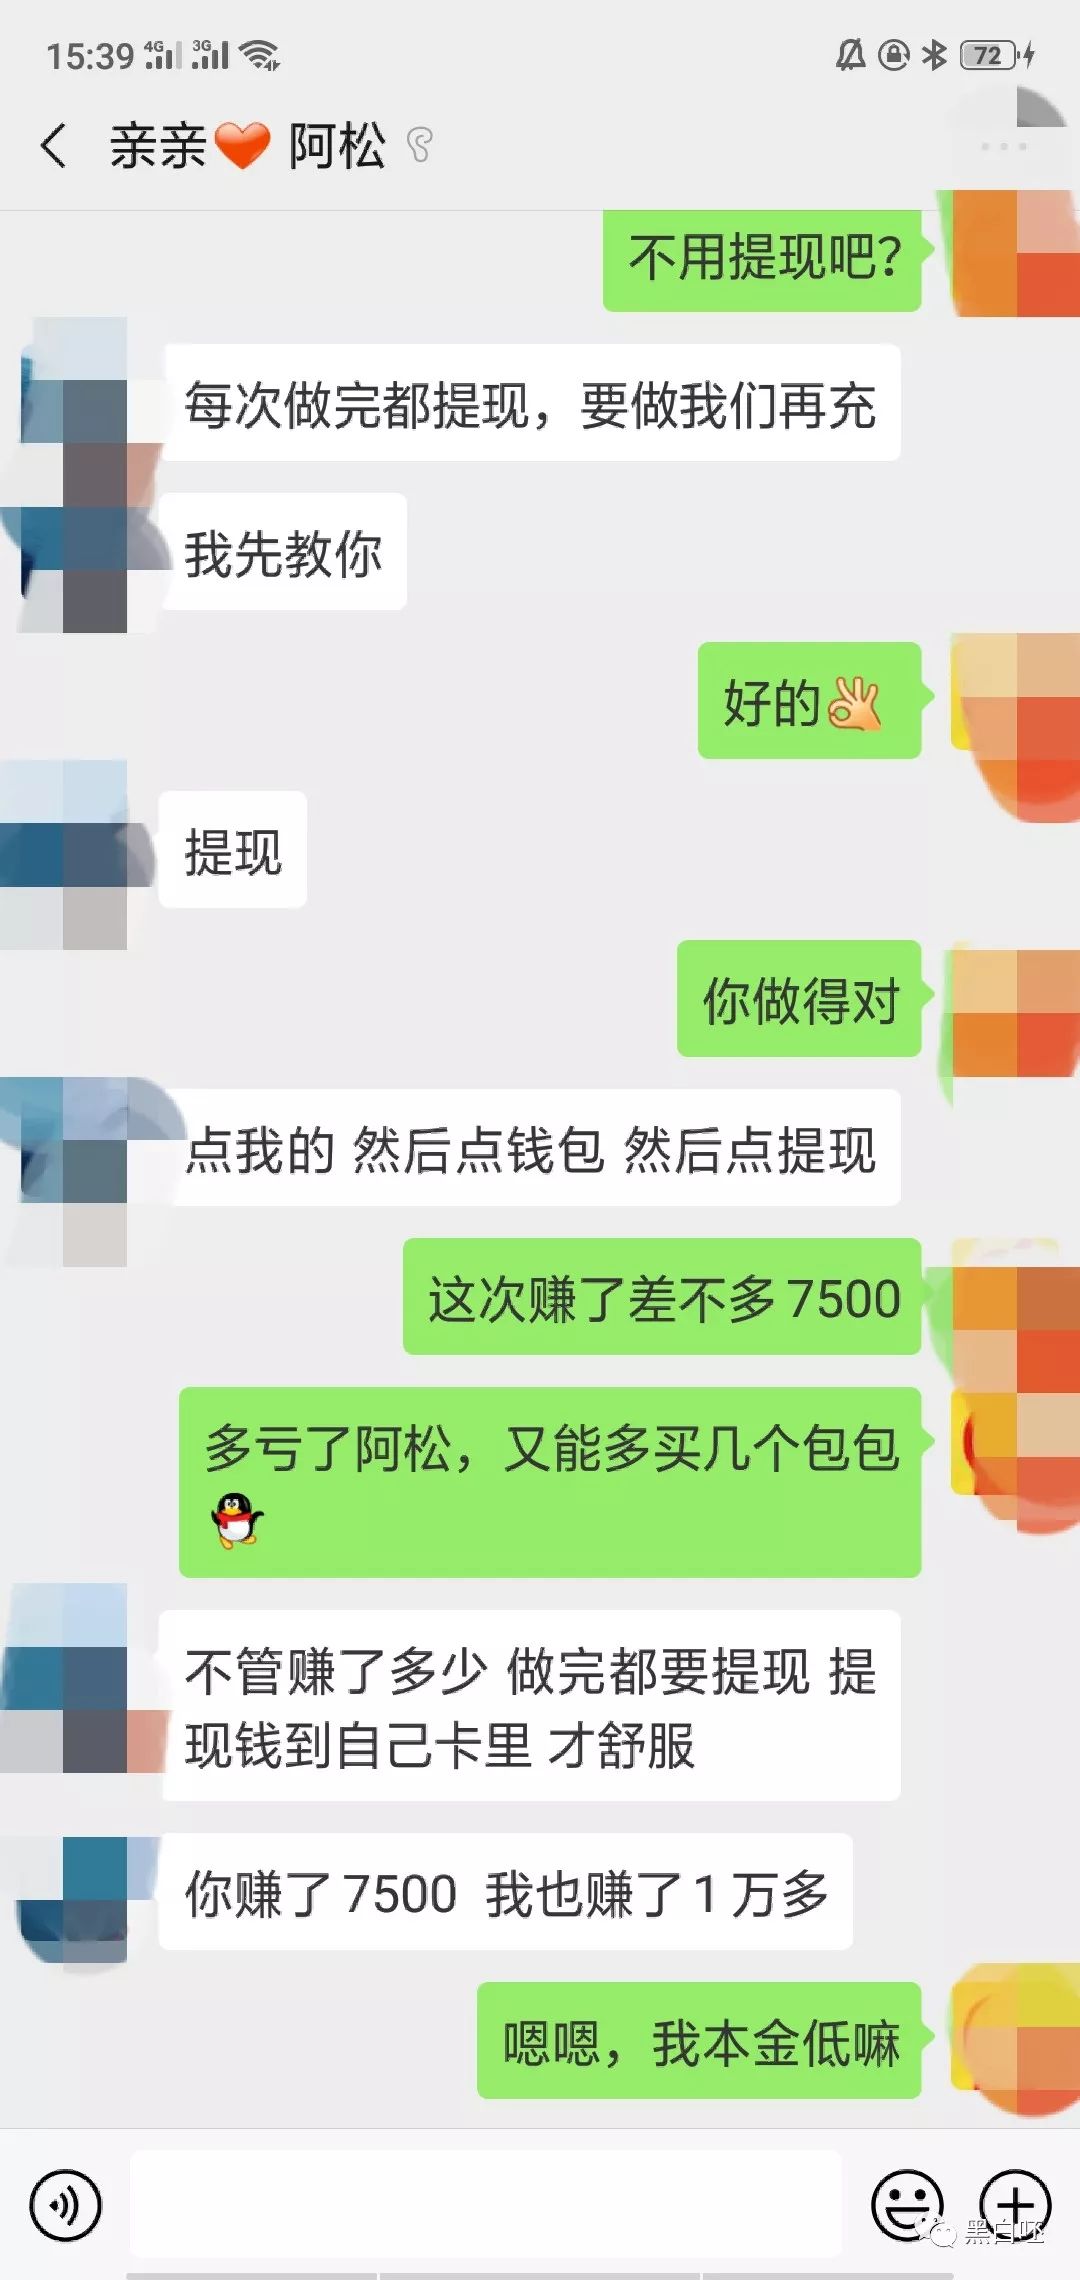 15:39 4G 3G 72
亲亲❤️ 阿松
不用提现吧？
每次做完都提现，要做我们再充
我先教你
好的👌
提现
你做得对
点我的 然后点钱包 然后点提现
这次赚了差不多7500
多亏了阿松，又能多买几个包包
不管赚了多少 做完都要提现 提
现钱到自己卡里 才舒服
你赚了7500 我也赚了1万多
嗯嗯，我本金低嘛
黑白呸